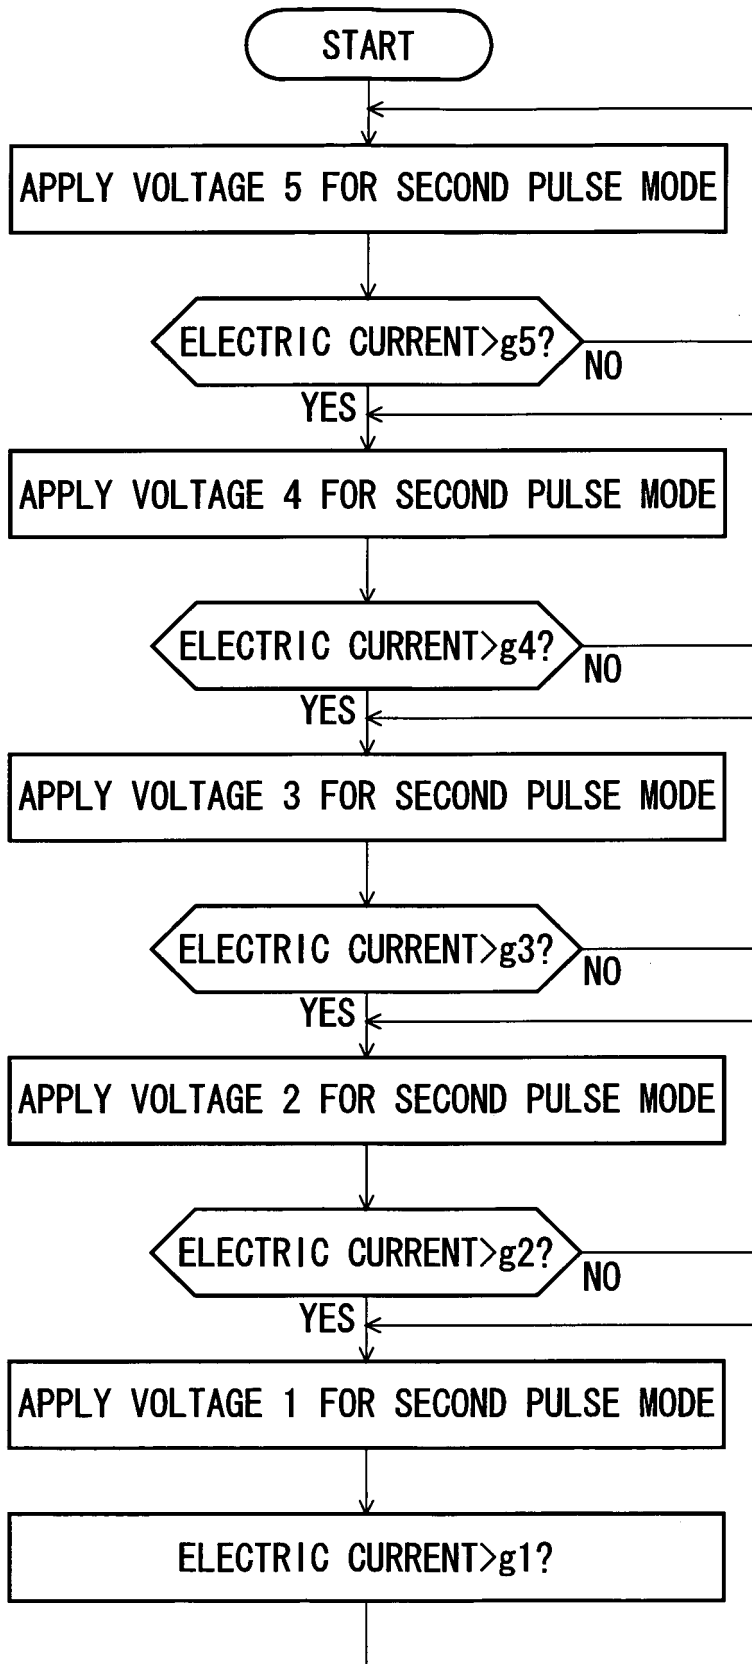 START
APPLY VOLTAGE 5 FOR SECOND PULSE MODE
ELECTRIC CURRENT>g5?
NO
YES
APPLY VOLTAGE 4 FOR SECOND PULSE MODE
ELECTRIC CURRENT>g4?
NO
YES
APPLY VOLTAGE 3 FOR SECOND PULSE MODE
ELECTRIC CURRENT>g3?
NO
YES
APPLY VOLTAGE 2 FOR SECOND PULSE MODE
ELECTRIC CURRENT>g2?
NO
YES
APPLY VOLTAGE 1 FOR SECOND PULSE MODE
ELECTRIC CURRENT>g1?